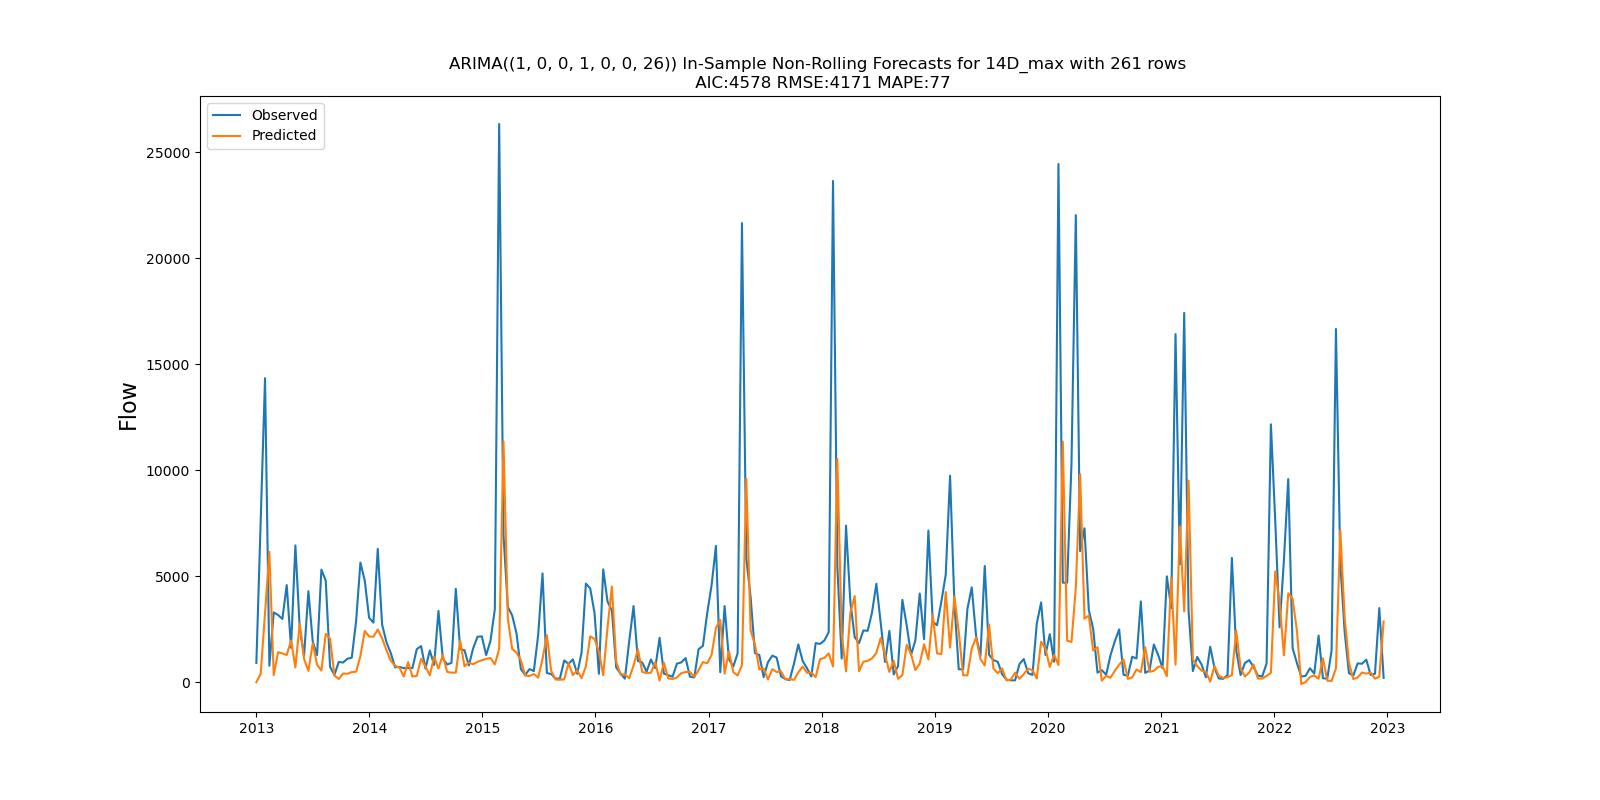 ARIMA((1, 0, 0, 1, 0, 0, 26)) In-Sample Non-Rolling Forecasts for 14D_max with 261 rows
AIC:4578 RMSE:4171 MAPE:77
Observed
Predicted
25000
20000
15000
10000
5000
0
Flow
2013 2014 2015 2016 2017 2018 2019 2020 2021 2022 2023